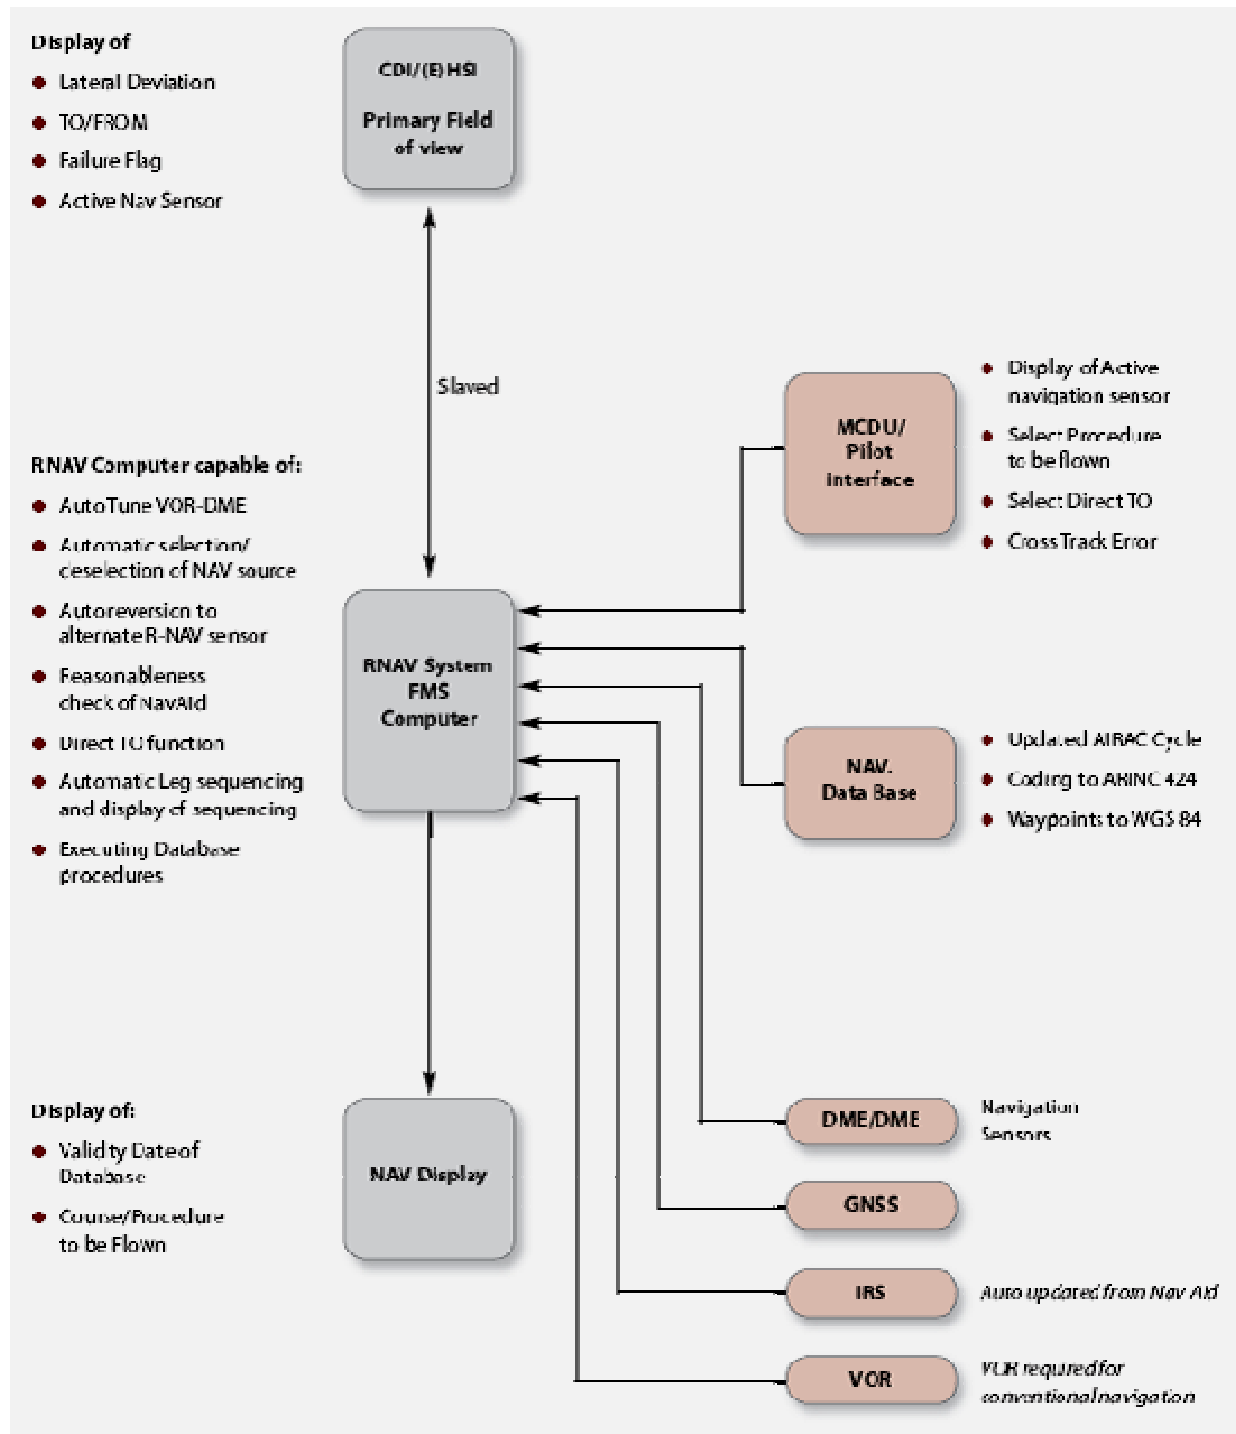 Display of
Lateral Deviation
TO/FROM
Failure Flag
Active Nav Sensor
CDI/(E)HSI
Primary Field
of view
Slaved
MCDU/
Pilot
interface
Display of Active
navigation sensor
Select Procedure
to be flown
Select Direct TO
Cross Track Error
RNAV Computer capable of:
Auto Tune VOR-DME
Automatic selection/
deselection of NAV source
Autoreversion to
alternate R-NAV sensor
Reasonableness
check of NavAid
Direct TO function
Automatic Leg sequencing
and display of sequencing
Executing Database
procedures
RNAV System
FMS
Computer
NAV.
Data Base
Updated AIRAC Cycle
Coding to ARINC 424
Waypoints to WGS 84
Display of:
Validity Date of
Database
Course/Procedure
to be Flown
NAV Display
DME/DME
Navigation
Sensors
GNSS
IRS
Auto updated from Nav Aid
VOR
VOR required for
conventional navigation